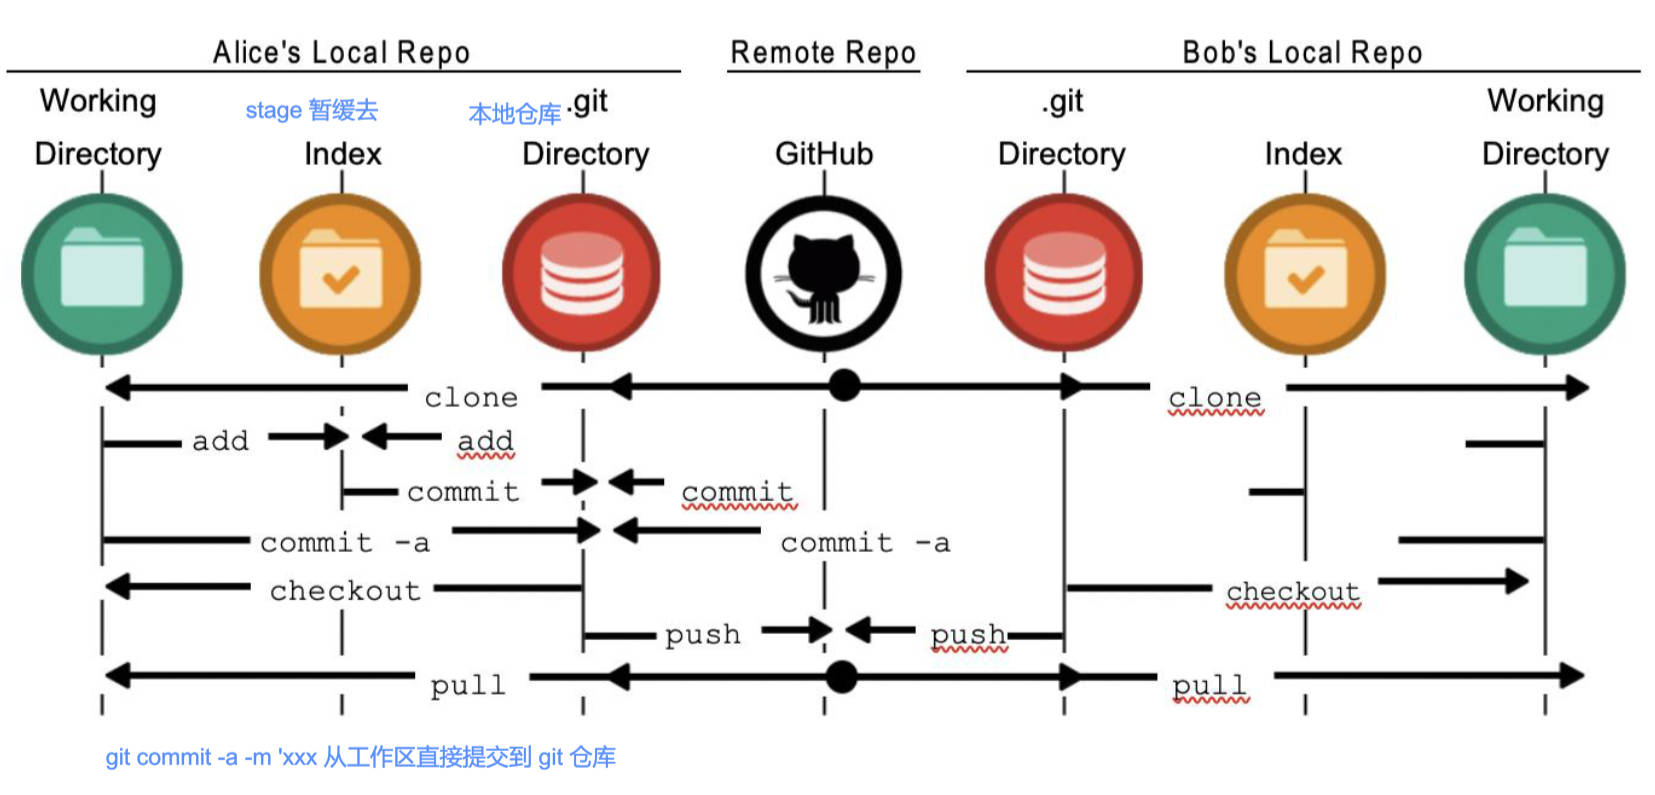 Alice's Local Repo
Remote Repo
Bob's Local Repo
Working Directory
stage 暂缓去
Index
本地仓库
.git Directory
GitHub
.git Directory
Index
Working Directory
clone
clone
add
add
commit
commit
commit -a
commit -a
checkout
checkout
push
push
pull
pull
git commit -a -m 'xxx 从工作区直接提交到 git 仓库